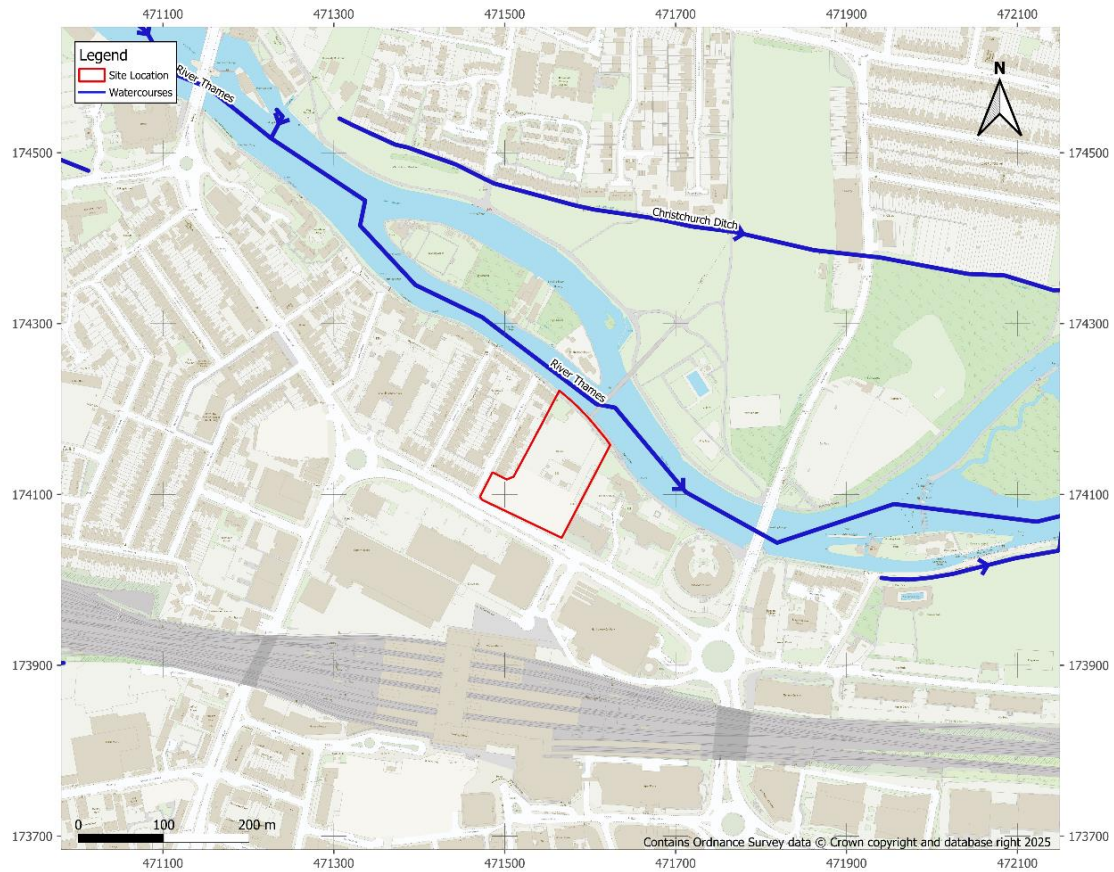 471100 471300 471500 471700 471900 472100
Legend
Site Location
Watercourses
River Thames
N
174500 174500
Christchurch Ditch
174300 174300
River Thames
174100 174100
173900 173900
173700 173700
0 100 200 m
Contains Ordnance Survey data © Crown copyright and database right 2025
471100 471300 471500 471700 471900 472100